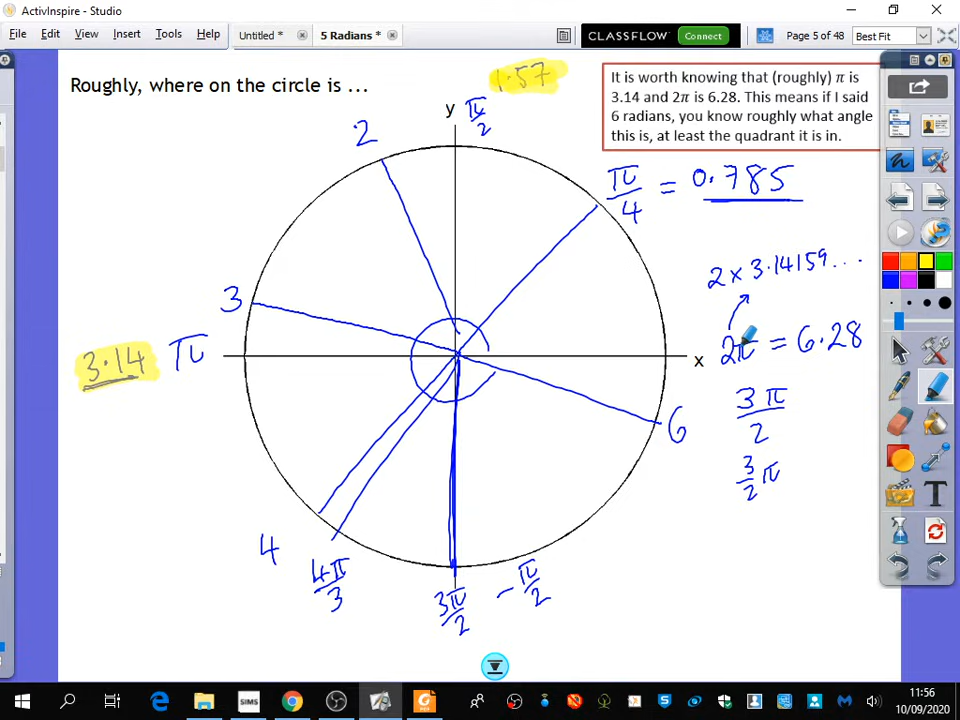 ActivInspire - Studio
File Edit View Insert Tools Help
Untitled *
5 Radians *
CLASSFLOW
Connect
Page 5 of 48
Best Fit
Roughly, where on the circle is ...
1.57
It is worth knowing that (roughly) π is
3.14 and 2π is 6.28. This means if I said
6 radians, you know roughly what angle
this is, at least the quadrant it is in.
y
π/2
2
π/4 = 0.785
2 × 3.14159...
3
3.14
π
x
2π = 6.28
3π/2
6
3/2 π
4
4π/3
3π/2
-π/2
T
SIMS
11:56
10/09/2020